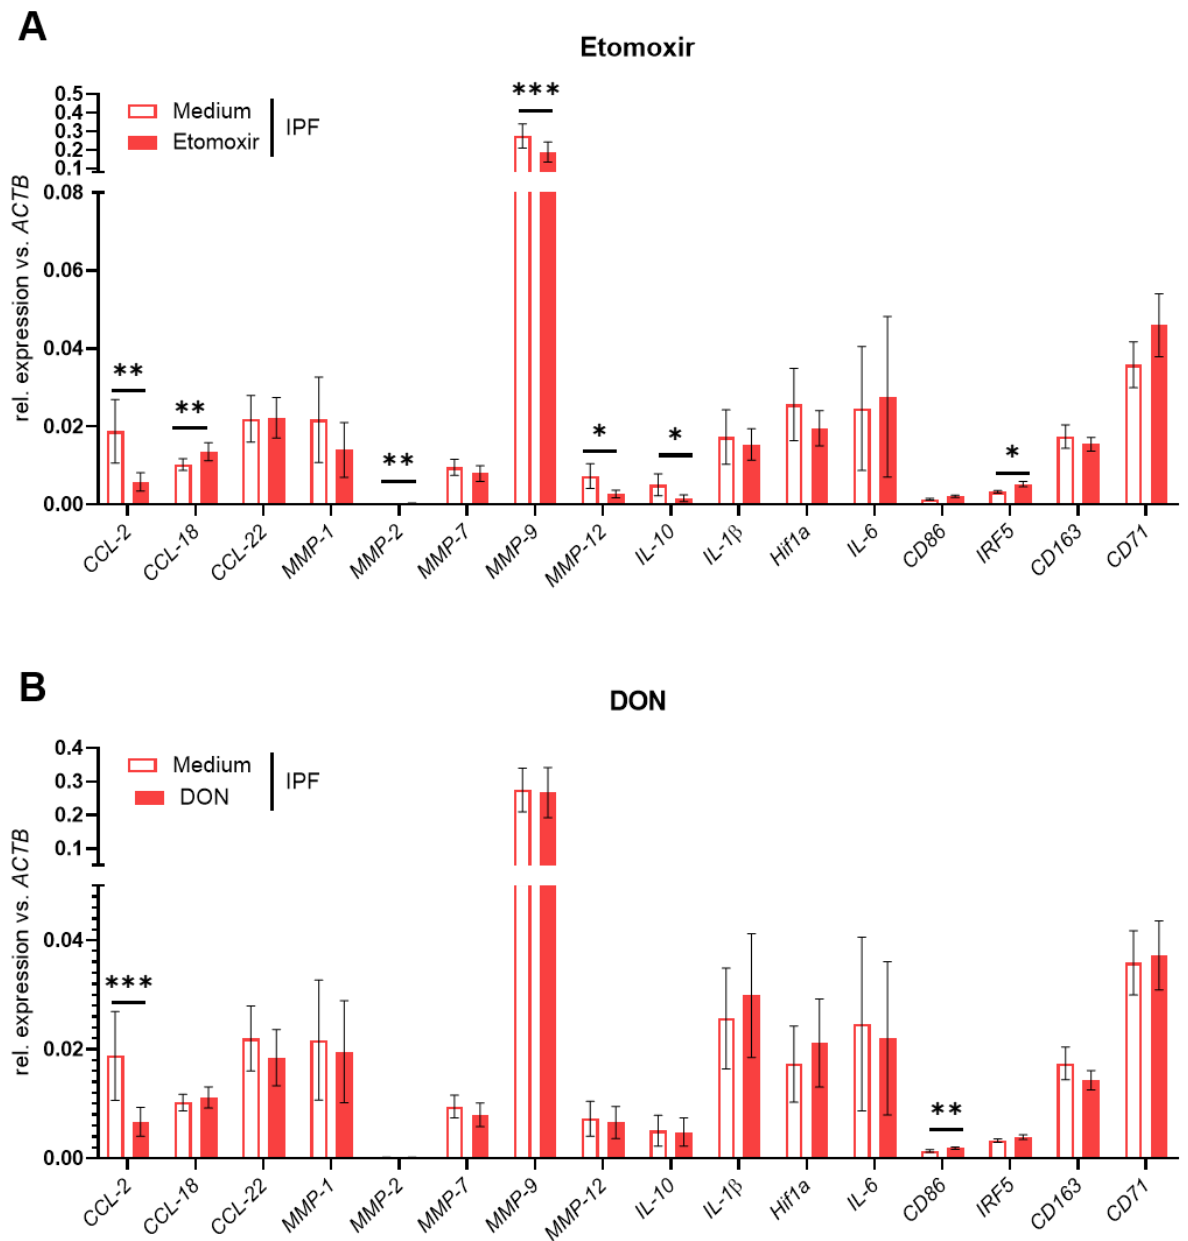 A
Etomoxir
rel. expression vs. ACTB
0.5
0.4
0.3
0.2
0.1
0.08
0.06
0.04
0.02
0.00
Medium
Etomoxir
IPF
***
**
**
**
*
*
*
CCL-2 CCL-18 CCL-22 MMP-1 MMP-2 MMP-7 MMP-9 MMP-12 IL-10 IL-1β Hif1a IL-6 CD86 IRF5 CD163 CD71
B
DON
rel. expression vs. ACTB
0.4
0.3
0.2
0.1
0.04
0.02
0.00
Medium
DON
IPF
***
**
CCL-2 CCL-18 CCL-22 MMP-1 MMP-2 MMP-7 MMP-9 MMP-12 IL-10 IL-1β Hif1a IL-6 CD86 IRF5 CD163 CD71